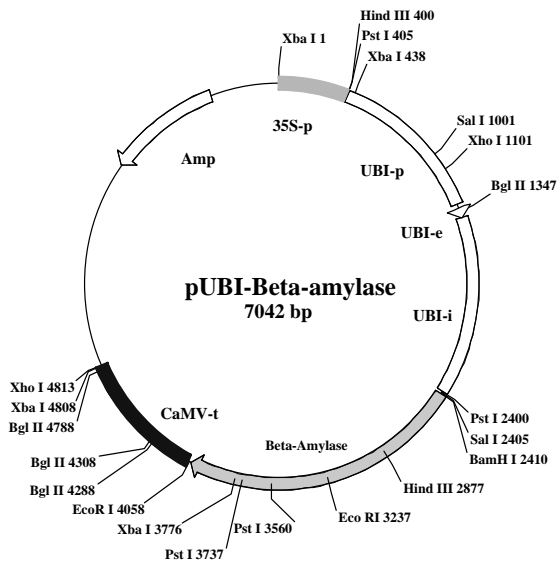 Hind III 400
Xba I 1
Pst I 405
Xba I 438
35S-p
Sal I 1001
Xho I 1101
Amp
UBI-p
Bgl II 1347
UBI-e
pUBI-Beta-amylase
7042 bp
UBI-i
Xho I 4813
Xba I 4808
Bgl II 4788
CaMV-t
Pst I 2400
Sal I 2405
BamH I 2410
Beta-Amylase
Bgl II 4308
Bgl II 4288
Hind III 2877
EcoR I 4058
Eco RI 3237
Xba I 3776
Pst I 3560
Pst I 3737